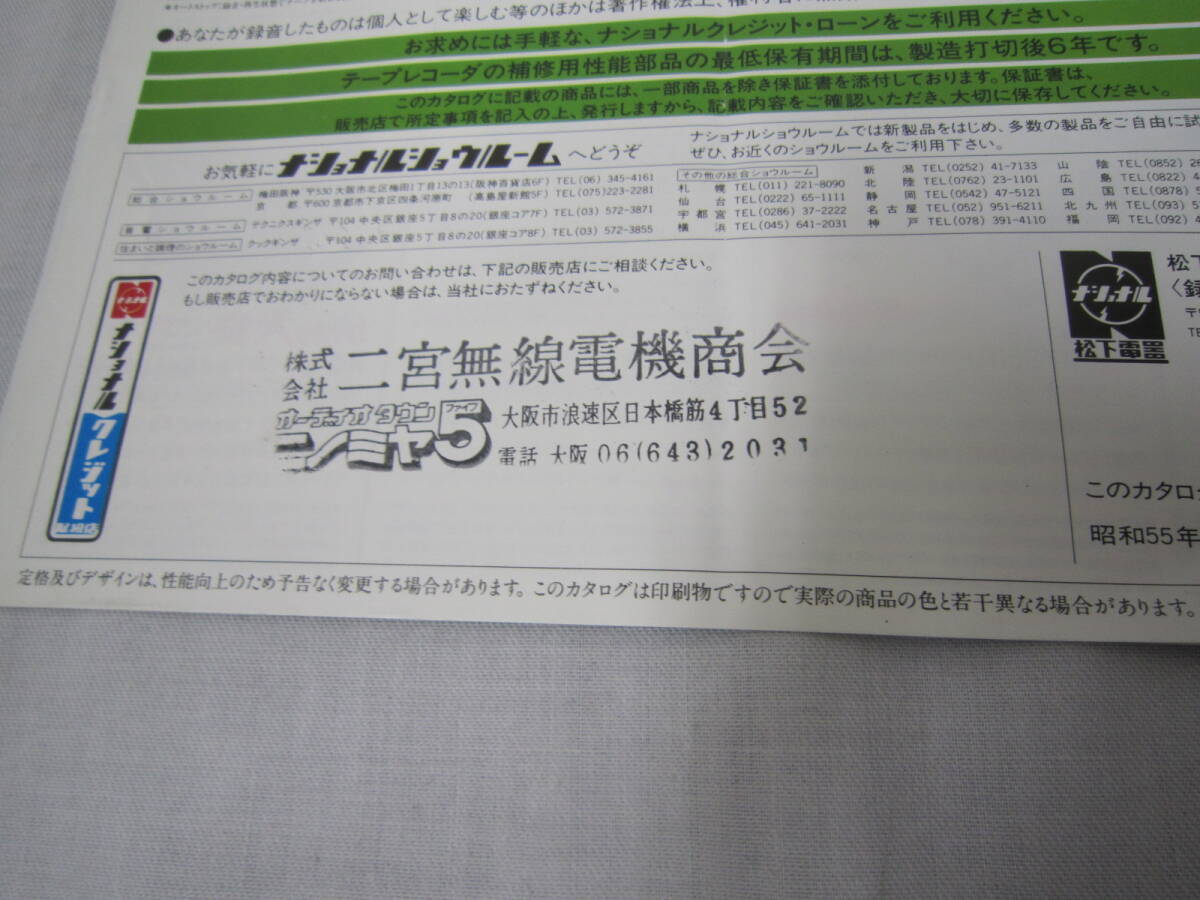 ●あなたが録音したものは個人として楽しむ等のほかは著作権法上、権利者
お求めには手軽な、ナショナルクレジット・ローンをご利用ください。
テープレコーダの補修用性能部品の最低保有期間は、製造打切後6年です。
このカタログに記載の商品には、一部商品を除き保証書を添付しております。保証書は、
販売店で所定事項を記入の上、発行しますから、記載内容をご確認いただき、大切に保存してください。
お気軽にナショナルショウルームへどうぞ
ナショナルショウルームでは新製品をはじめ、多数の製品をご自由に試
ぜひ、お近くのショウルームをご利用下さい。
総合ショウルーム 梅田阪神 〒530 大阪市北区梅田1丁目13の13(阪神百貨店6F) TEL(06) 345-4161
京都 〒600 京都市下京区四条河原町 (高島屋新館5F) TEL(075)223-2281
音響ショウルーム テクニクスギンザ 〒104 中央区銀座5丁目8の20(銀座コア7F) TEL(03) 572-3871
住まいと調理のショウルーム クックギンザ 〒104 中央区銀座5丁目8の20(銀座コア8F) TEL(03) 572-3855
その他の総合ショウルーム
札幌 TEL(011) 221-8090
仙台 TEL(0222) 65-1111
宇都宮 TEL(0286) 37-2222
横浜 TEL(045) 641-2031
新潟 TEL(0252) 41-7133
北陸 TEL(0762) 23-1101
静岡 TEL(0542) 47-5121
名古屋 TEL(052) 951-6211
神戸 TEL(078) 391-4110
山陰 TEL(0852) 2
広島 TEL(0822)
四国 TEL(0878)
北九州 TEL(093) 5
福岡 TEL(092)
このカタログ内容についてのお問い合わせは、下記の販売店にご相談ください。
もし販売店でおわかりにならない場合は、当社におたずねください。
ナショナル
ナショナル
クレジット
取扱店
株式会社 二宮無線電機商会
オーディオタウン
ニノミヤ
ファイブ
5
大阪市浪速区日本橋筋4丁目52
電話 大阪 06(643)2031
ナショナル
松下電器
松下
このカタログ
昭和55年
定格及びデザインは、性能向上のため予告なく変更する場合があります。このカタログは印刷物ですので実際の商品の色と若干異なる場合があります。